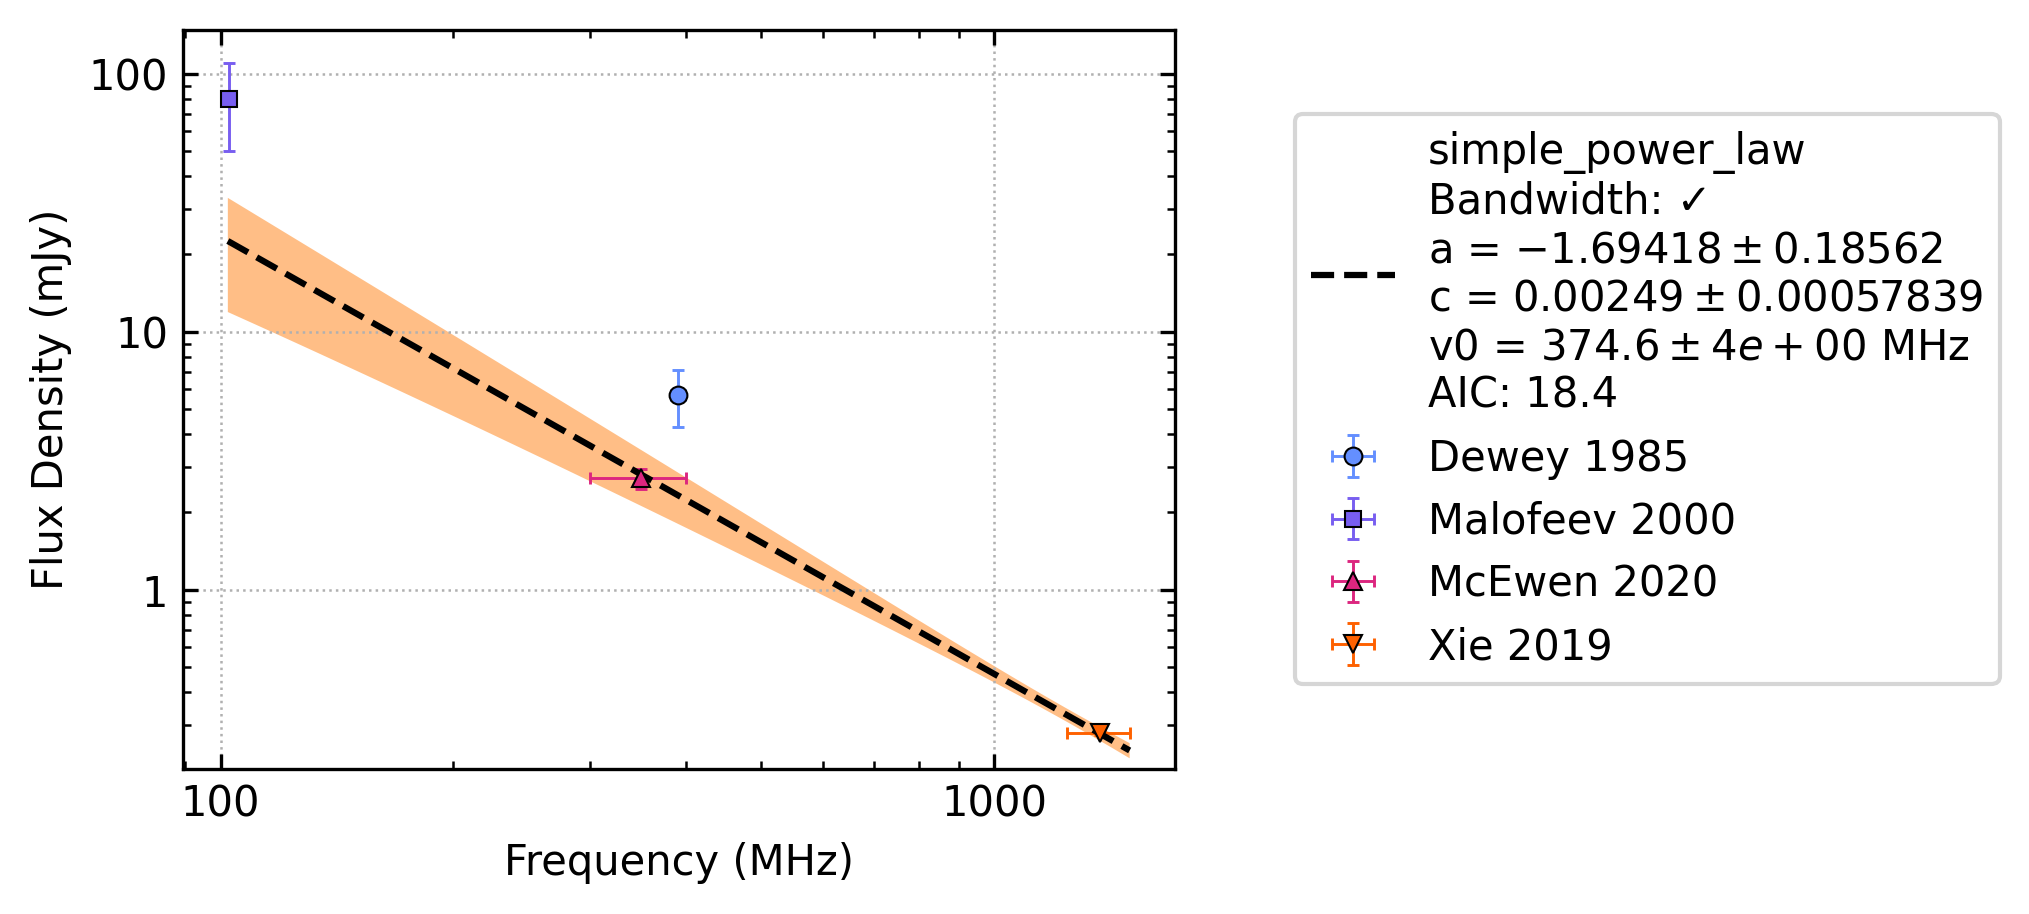 100
10
1
Flux Density (mJy)
100
1000
Frequency (MHz)
simple_power_law
Bandwidth: ✓
a = −1.69418 ± 0.18562
c = 0.00249 ± 0.00057839
v0 = 374.6 ± 4e + 00 MHz
AIC: 18.4
Dewey 1985
Malofeev 2000
McEwen 2020
Xie 2019